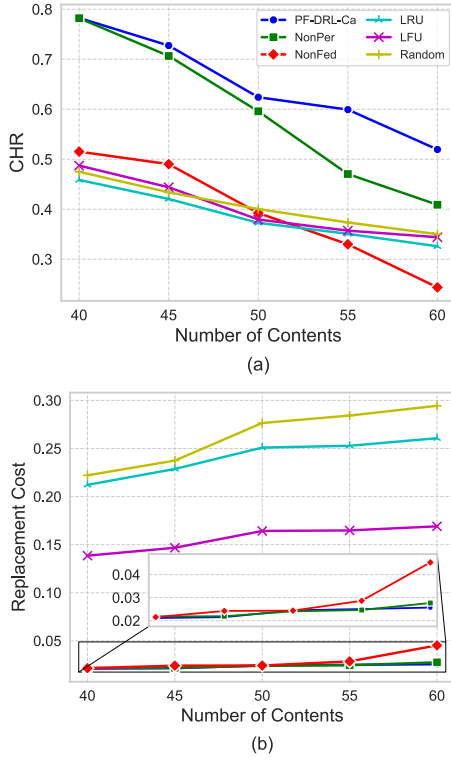 0.8
PF-DRL-Ca
LRU
NonPer
LFU
NonFed
Random
0.7
0.6
CHR
0.5
0.4
0.3
40 45 50 55 60
Number of Contents
(a)
0.30
0.25
0.20
Replacement Cost
0.15
0.04
0.03
0.10
0.02
0.05
40 45 50 55 60
Number of Contents
(b)